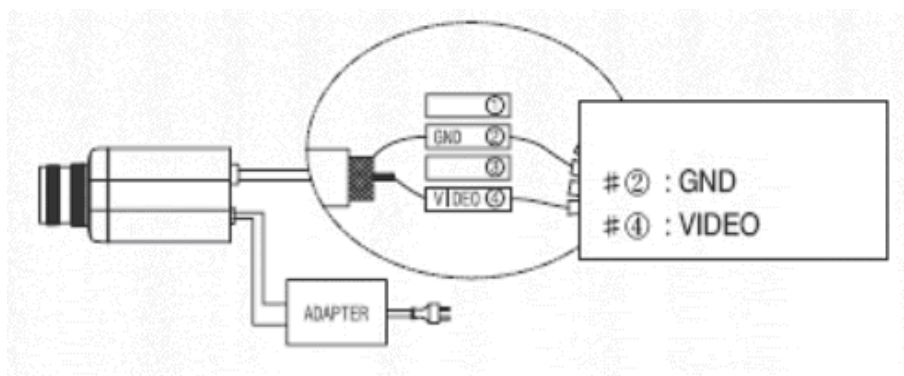 ①
GND ②
③
VIDEO ④
#② : GND
#④ : VIDEO
ADAPTER